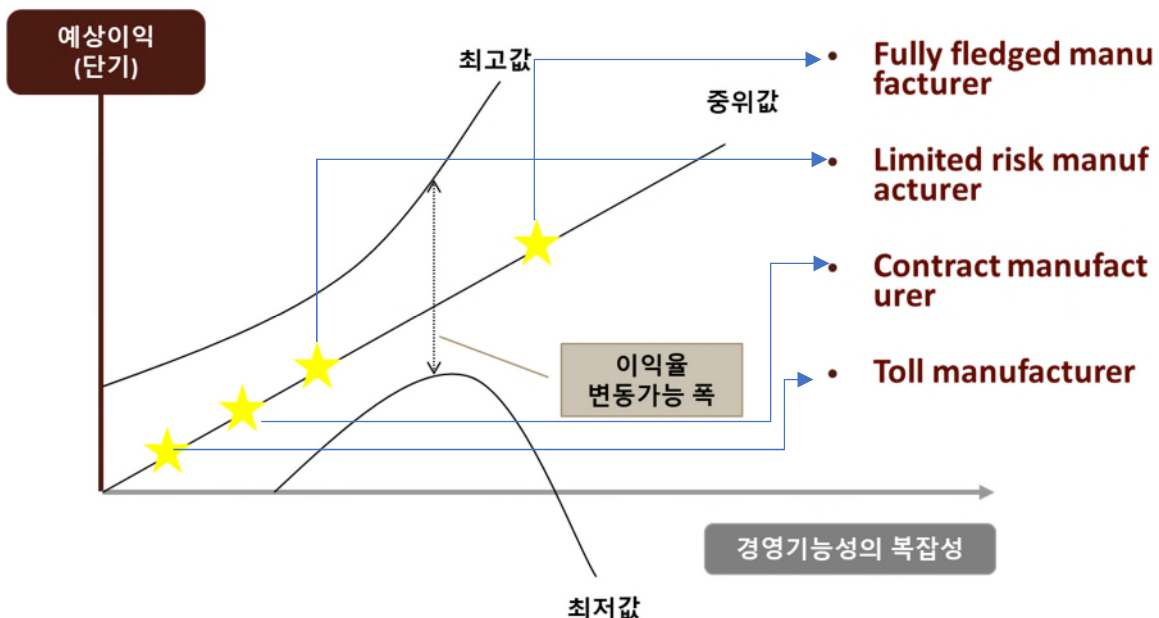 예상이익
(단기)
최고값
중위값
• Fully fledged manu
facturer
• Limited risk manuf
acturer
• Contract manufact
urer
• Toll manufacturer
이익율
변동가능 폭
경영기능성의 복잡성
최저값